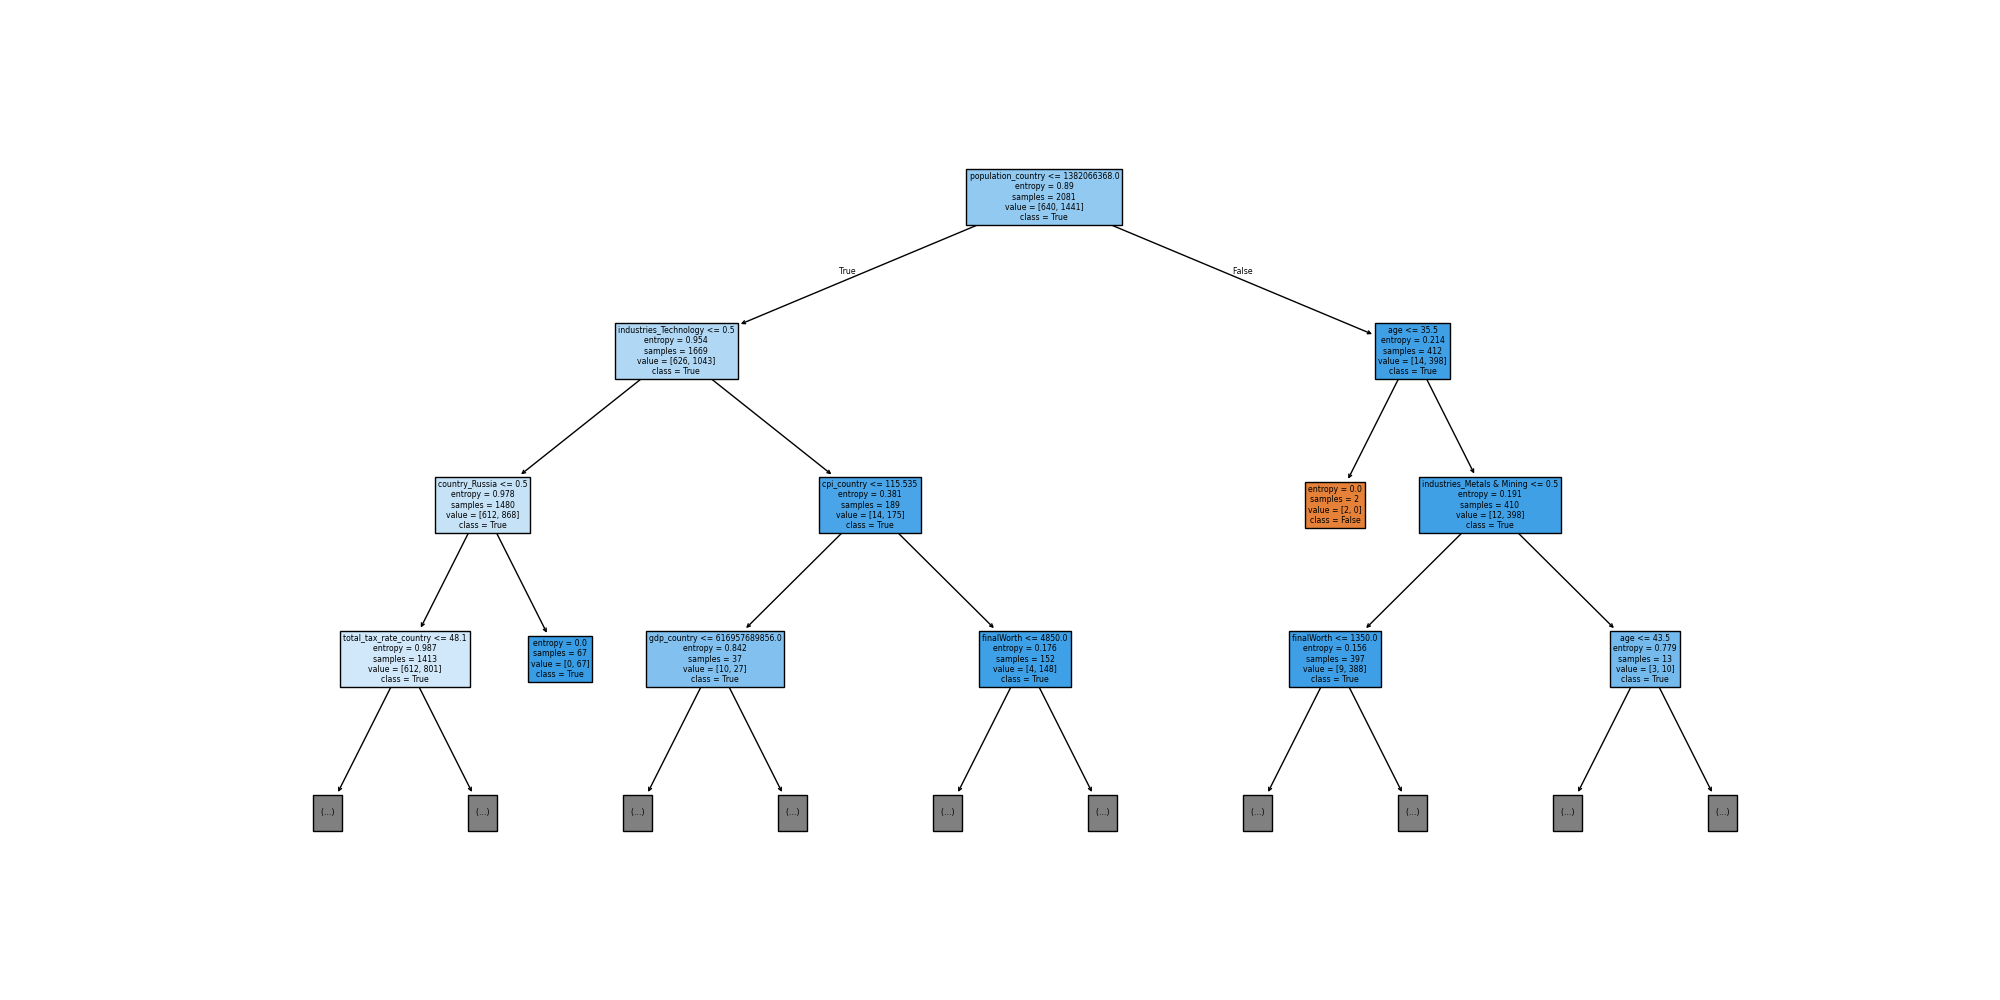 population_country <= 1382066368.0
entropy = 0.89
samples = 2081
value = [640, 1441]
class = True
True
False
industries_Technology <= 0.5
entropy = 0.954
samples = 1669
value = [626, 1043]
class = True
age <= 35.5
entropy = 0.214
samples = 412
value = [14, 398]
class = True
country_Russia <= 0.5
entropy = 0.978
samples = 1480
value = [612, 868]
class = True
cpi_country <= 115.535
entropy = 0.381
samples = 189
value = [14, 175]
class = True
entropy = 0.0
samples = 2
value = [2, 0]
class = False
industries_Metals & Mining <= 0.5
entropy = 0.191
samples = 410
value = [12, 398]
class = True
total_tax_rate_country <= 48.1
entropy = 0.987
samples = 1413
value = [612, 801]
class = True
entropy = 0.0
samples = 67
value = [0, 67]
class = True
gdp_country <= 616957689856.0
entropy = 0.842
samples = 37
value = [10, 27]
class = True
finalWorth <= 4850.0
entropy = 0.176
samples = 152
value = [4, 148]
class = True
finalWorth <= 1350.0
entropy = 0.156
samples = 397
value = [9, 388]
class = True
age <= 43.5
entropy = 0.779
samples = 13
value = [3, 10]
class = True
(...)
(...)
(...)
(...)
(...)
(...)
(...)
(...)
(...)
(...)